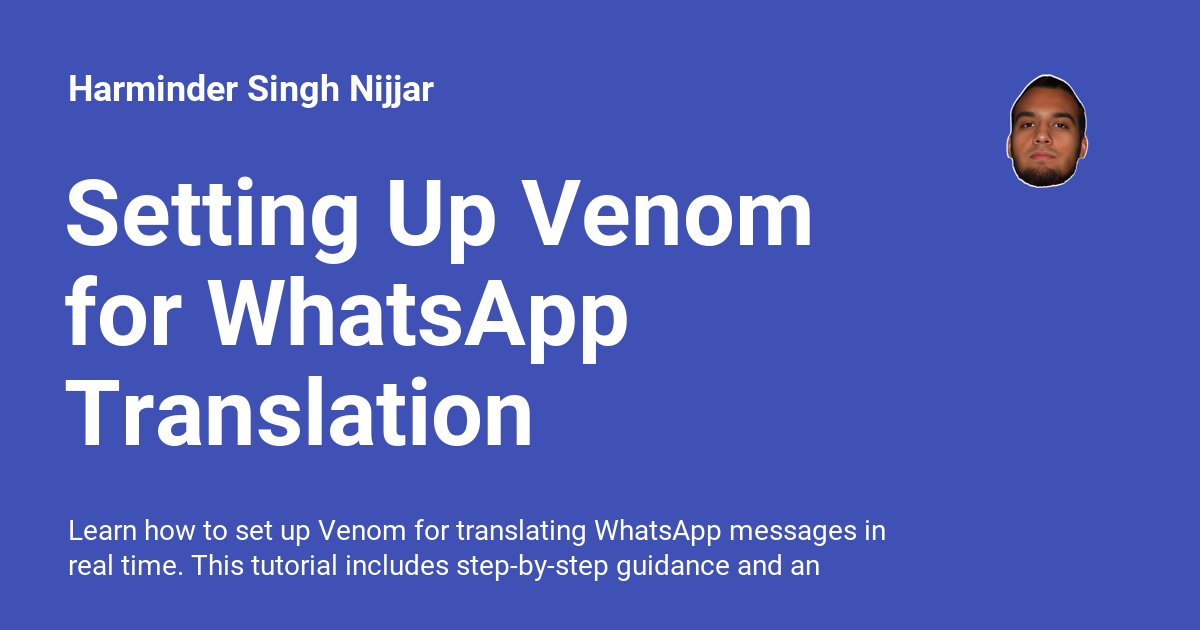 Harminder Singh Nijjar
Setting Up Venom
for WhatsApp
Translation
Learn how to set up Venom for translating WhatsApp messages in
real time. This tutorial includes step-by-step guidance and an